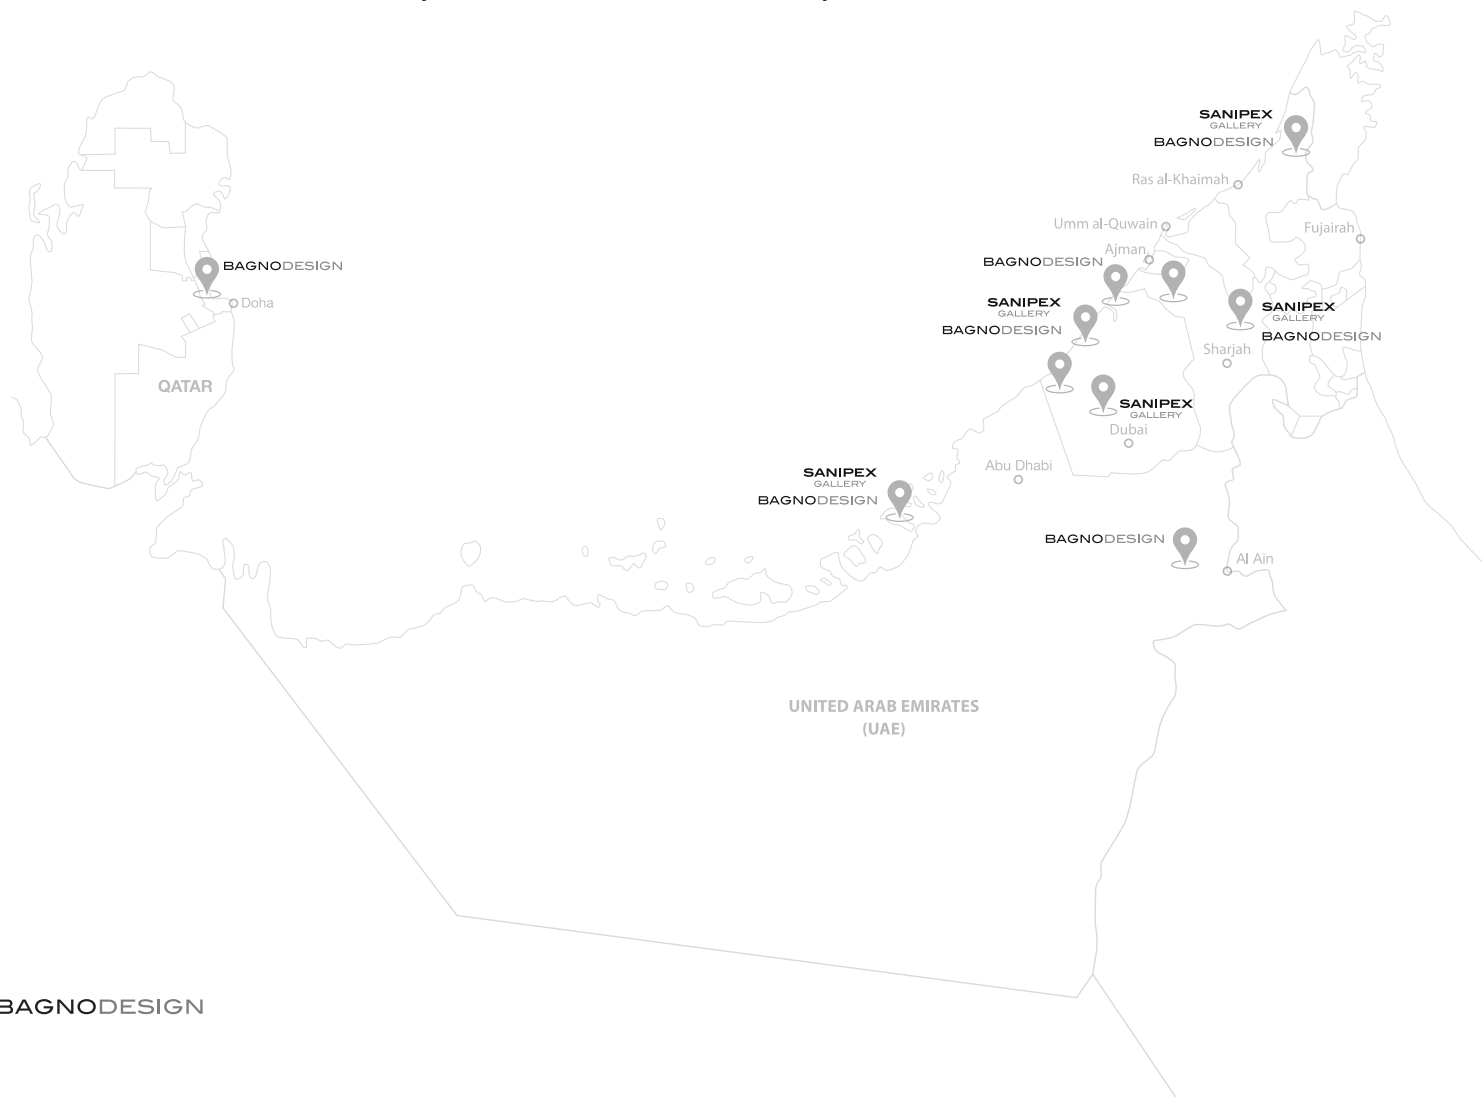 SANIPEX
GALLERY
BAGNODESIGN
Ras al-Khaimah
Umm al-Quwain
Fujairah
Ajman
BAGNODESIGN
BAGNODESIGN
Doha
SANIPEX
GALLERY
BAGNODESIGN
SANIPEX
GALLERY
BAGNODESIGN
Sharjah
QATAR
SANIPEX
GALLERY
Dubai
Abu Dhabi
SANIPEX
GALLERY
BAGNODESIGN
BAGNODESIGN
Al Ain
UNITED ARAB EMIRATES
(UAE)
BAGNODESIGN